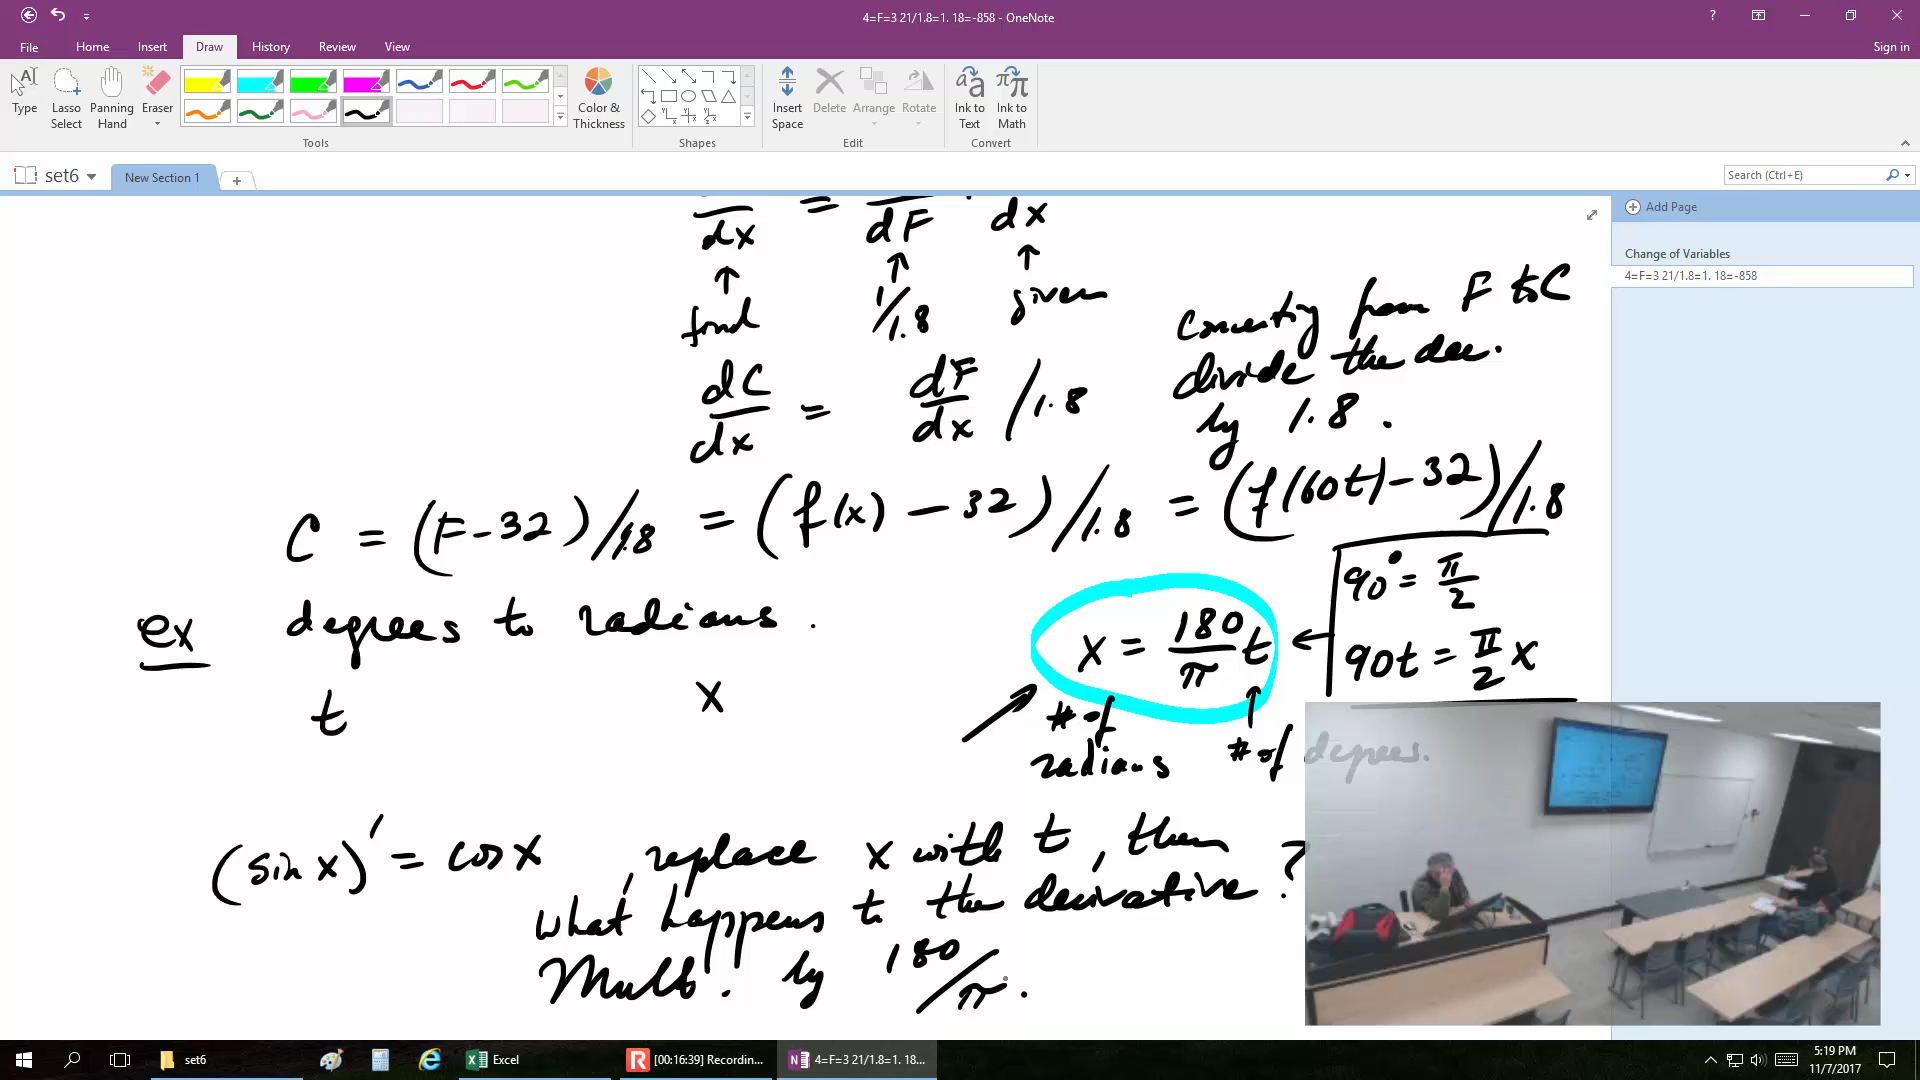 4=F=3 21/1.8=1. 18=-858 - OneNote
?
File Home Insert Draw History Review View
Sign in
Type
Lasso Select
Panning Hand
Eraser
Color & Thickness
Insert Space
Delete
Arrange
Rotate
Ink to Text
Ink to Math
Tools
Shapes
Edit
Convert
set6
New Section 1
+
Search (Ctrl+E)
Add Page
Change of Variables
4=F=3 21/1.8=1. 18=-858
dx = dF · dx
↑ ↑ ↑
find 1/1.8 given
dC/dx = dF/dx /1.8
Converting from F to C
divide the der.
by 1.8.
C = (F-32)/1.8 = (f(x) - 32)/1.8 = (f(60t) - 32)/1.8
ex degrees to radians.
t x
x = 180/π t ←
90° = π/2
90t = π/2 x
# of radians
# of degrees.
(sin x)' = cos x , replace x with t, then
what happens to the derivative?
Mult. by 180/π.
set6
Excel
[00:16:39] Recordin...
4=F=3 21/1.8=1. 18...
5:19 PM
11/7/2017